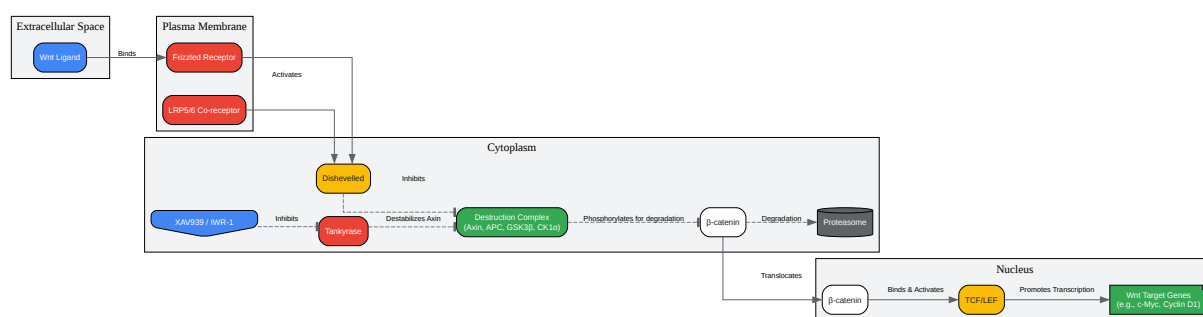 Extracellular Space
Wnt Ligand
Binds
Plasma Membrane
Frizzled Receptor
LRP5/6 Co-receptor
Activates
Cytoplasm
Dishevelled
Inhibits
XAV939 / IWR-1
Inhibits
Tankyrase
Destabilizes Axin
Destruction Complex
(Axin, APC, GSK3β, CK1α)
Phosphorylates for degradation
β-catenin
Degradation
Proteasome
Translocates
Nucleus
β-catenin
Binds & Activates
TCF/LEF
Promotes Transcription
Wnt Target Genes
(e.g., c-Myc, Cyclin D1)